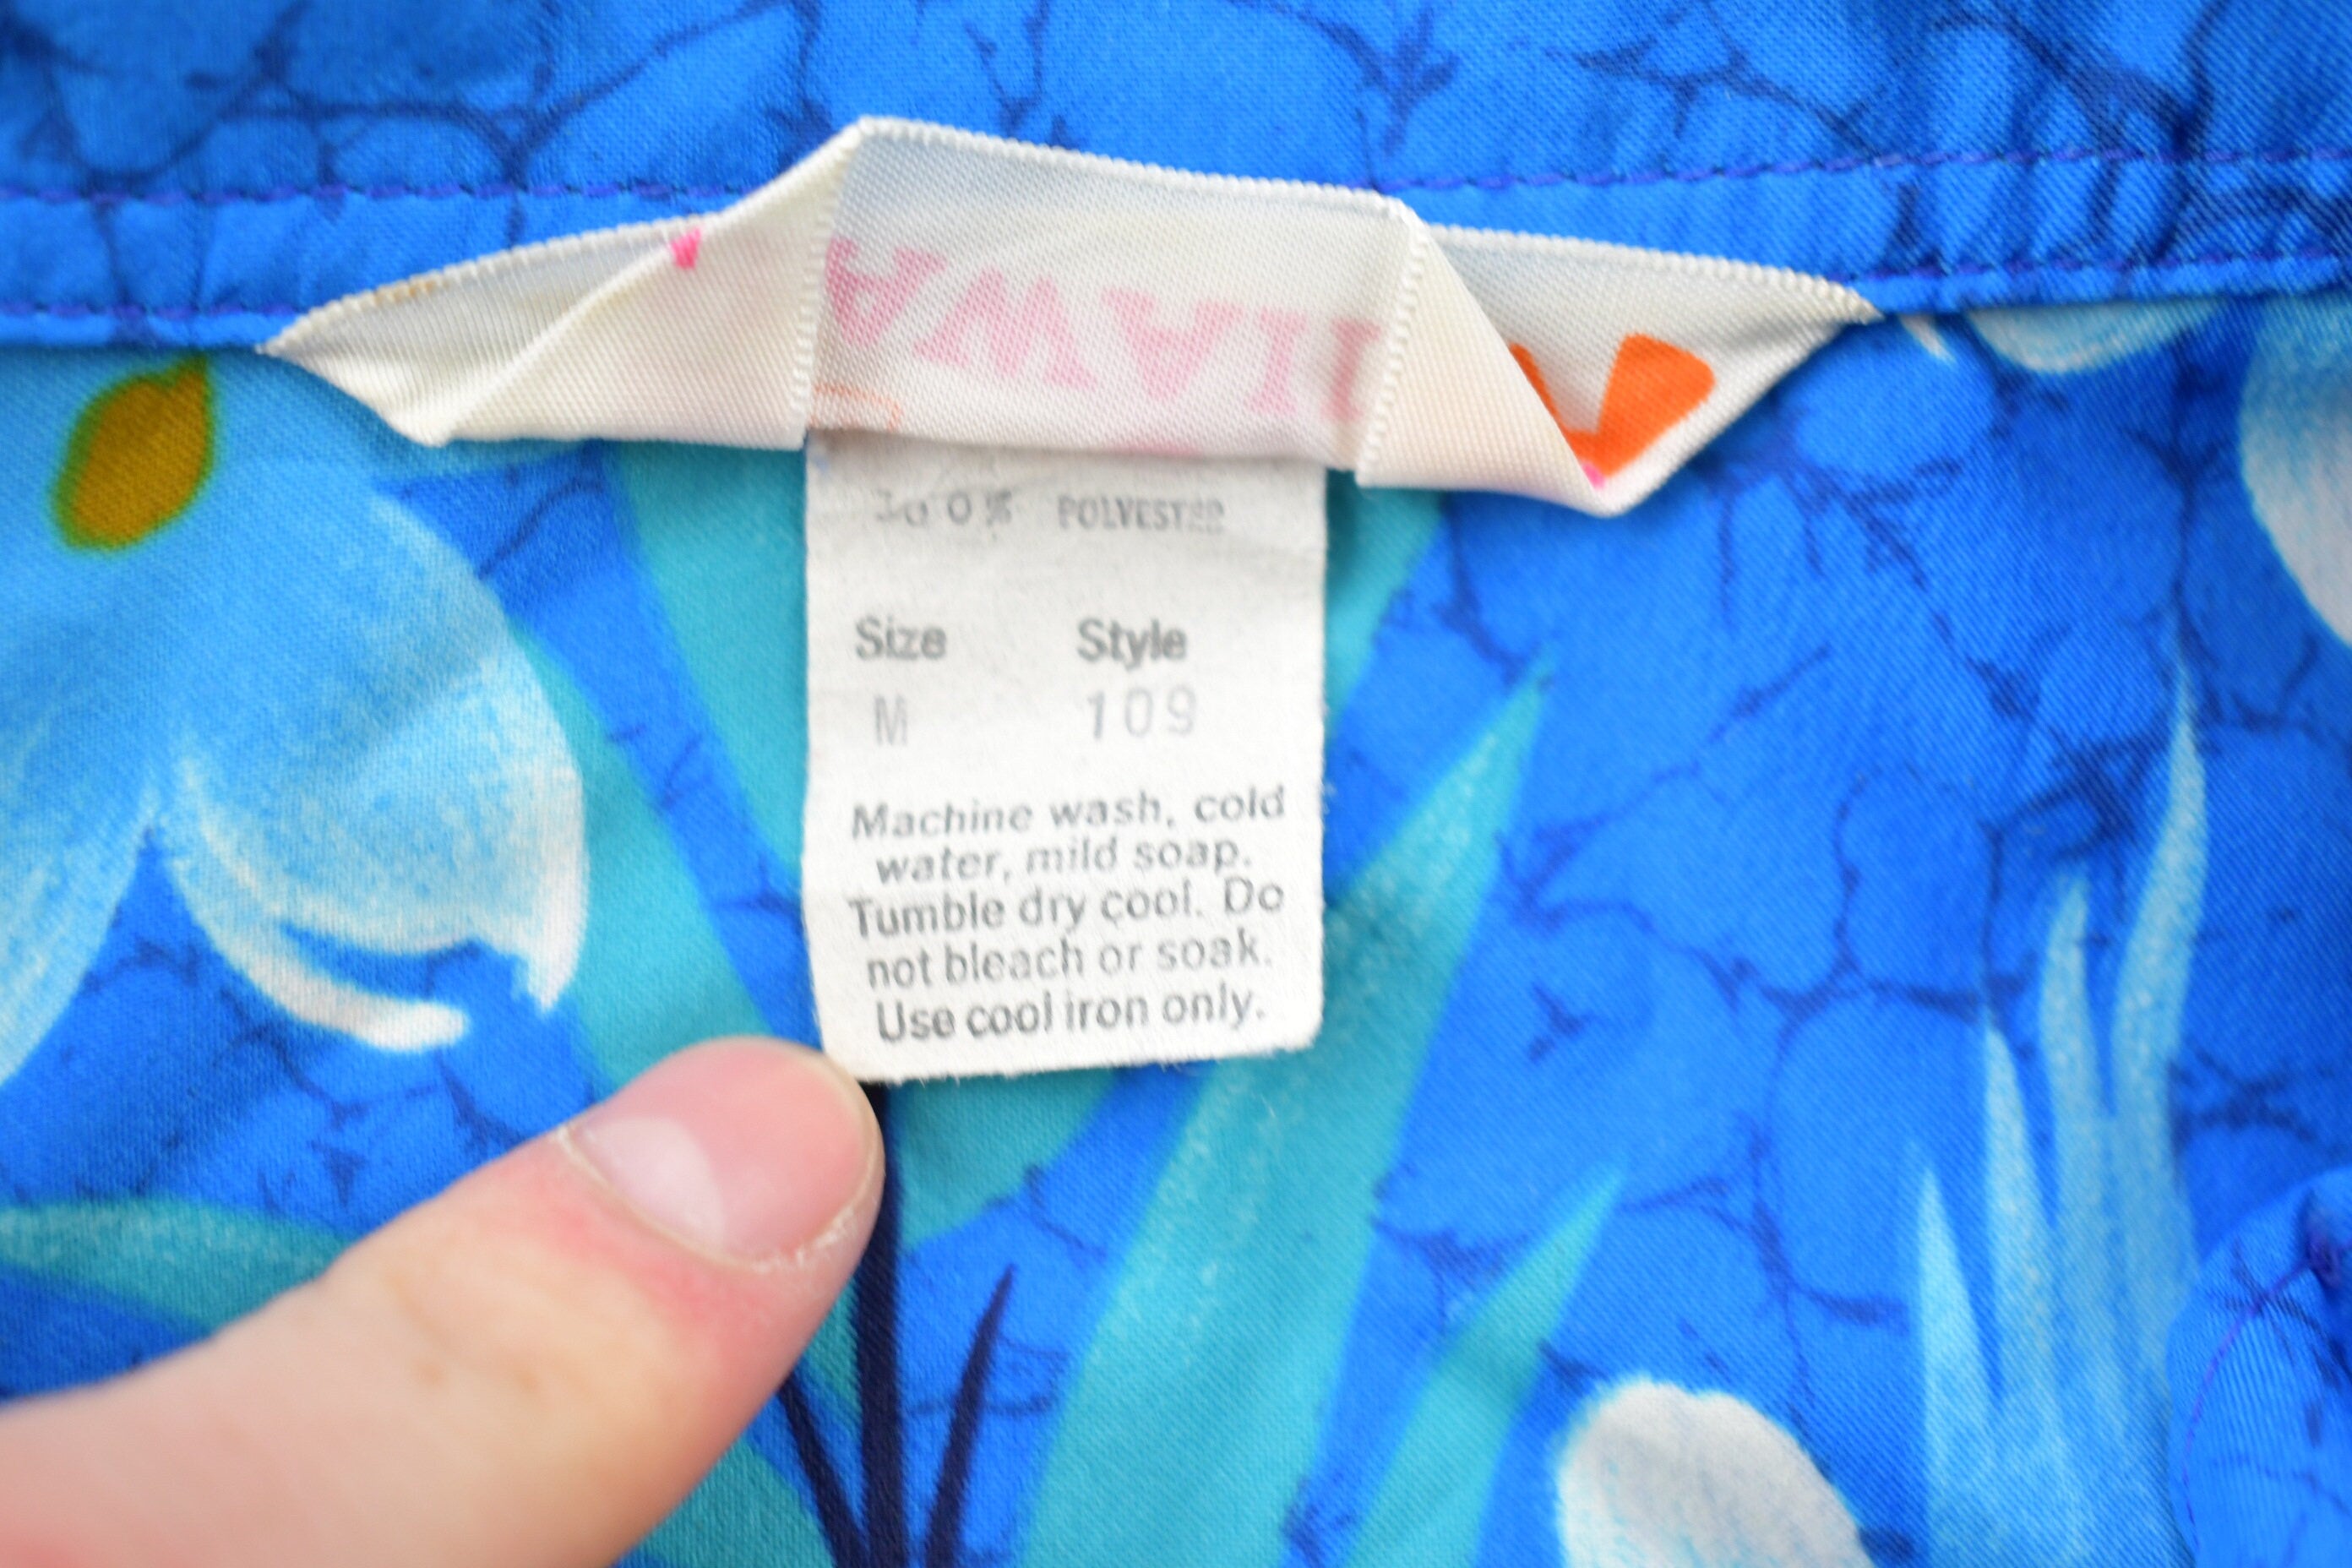 100% POLYESTER
Size Style
M 109
Machine wash, cold
water, mild soap.
Tumble dry cool. Do
not bleach or soak.
Use cool iron only.